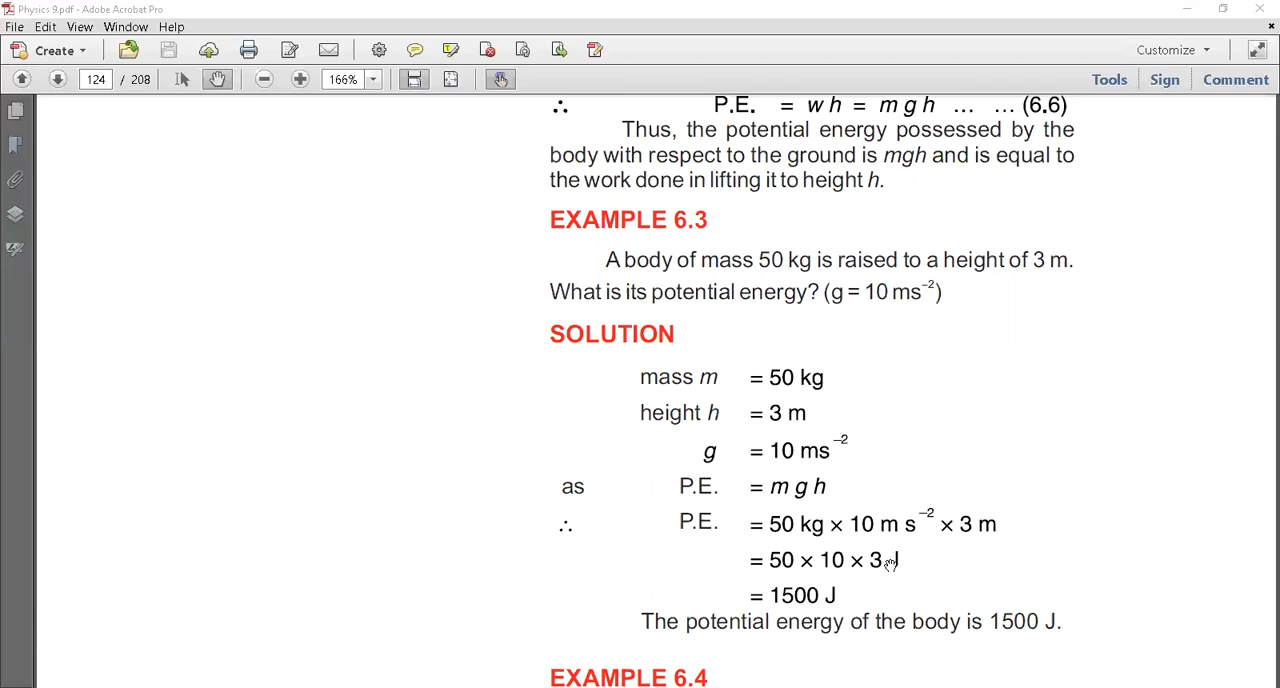 Physics 9.pdf - Adobe Acrobat Pro
File Edit View Window Help
Create Customize
124 / 208 166% Tools Sign Comment
∴ P.E. = w h = m g h ... ... (6.6)
Thus, the potential energy possessed by the
body with respect to the ground is mgh and is equal to
the work done in lifting it to height h.
EXAMPLE 6.3
A body of mass 50 kg is raised to a height of 3 m.
What is its potential energy? (g = 10 ms⁻²)
SOLUTION
mass m = 50 kg
height h = 3 m
g = 10 ms⁻²
as P.E. = m g h
∴ P.E. = 50 kg × 10 m s⁻² × 3 m
= 50 × 10 × 3 J
= 1500 J
The potential energy of the body is 1500 J.
EXAMPLE 6.4